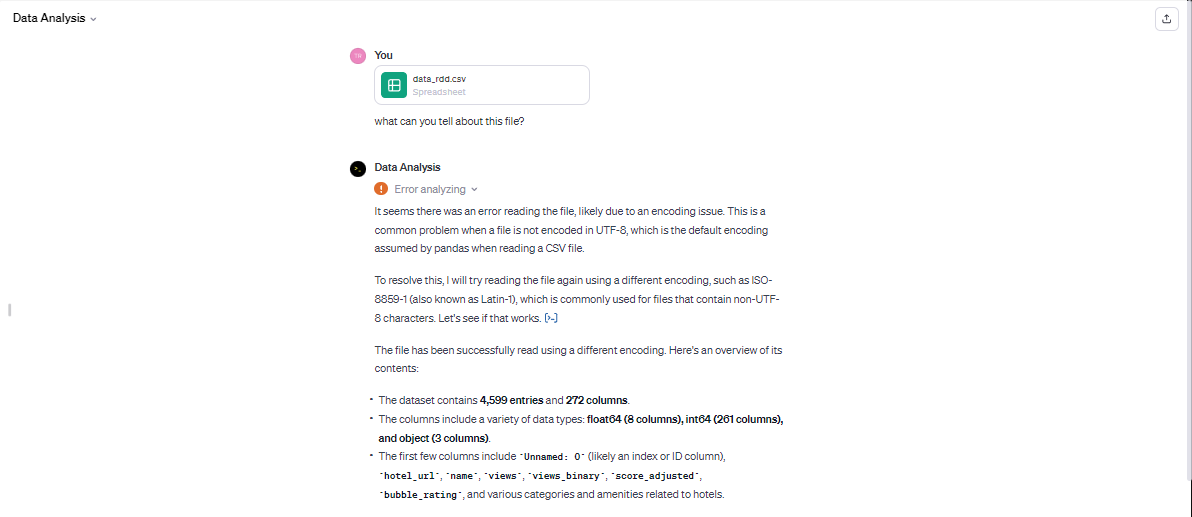 Data Analysis
You
data_rdd.csv
Spreadsheet
what can you tell about this file?
Data Analysis
Error analyzing
It seems there was an error reading the file, likely due to an encoding issue. This is a
common problem when a file is not encoded in UTF-8, which is the default encoding
assumed by pandas when reading a CSV file.
To resolve this, I will try reading the file again using a different encoding, such as ISO-
8859-1 (also known as Latin-1), which is commonly used for files that contain non-UTF-
8 characters. Let's see if that works. [>-]
The file has been successfully read using a different encoding. Here's an overview of its
contents:
• The dataset contains 4,599 entries and 272 columns.
• The columns include a variety of data types: float64 (8 columns), int64 (261 columns),
and object (3 columns).
• The first few columns include `Unnamed: 0` (likely an index or ID column),
`hotel_url`, `name`, `views`, `views_binary`, `score_adjusted`,
`bubble_rating`, and various categories and amenities related to hotels.